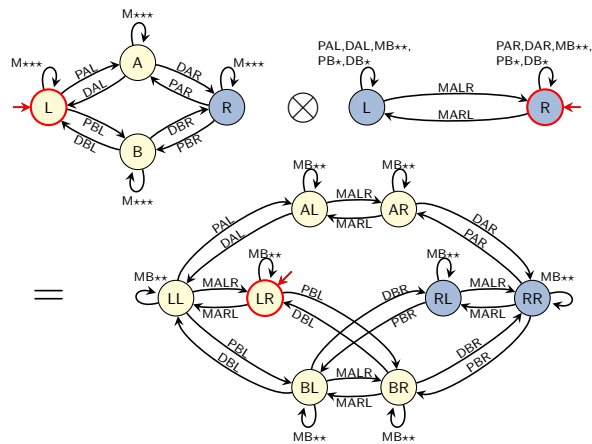 M⋆⋆⋆
PAL,DAL,MB⋆⋆,
PB⋆,DB⋆
PAR,DAR,MB⋆⋆,
PB⋆,DB⋆
M⋆⋆⋆
A
M⋆⋆⋆
PAL
DAL
DAR
PAR
MALR
L
R
⊗
L
R
MARL
PBL
DBL
DBR
PBR
B
M⋆⋆⋆
MB⋆⋆
MB⋆⋆
AL
MALR
MARL
AR
PAL
DAL
DAR
PAR
MB⋆⋆
MB⋆⋆
MB⋆⋆
MB⋆⋆
=
LL
MALR
MARL
LR
PBL
DBL
DBR
PBR
RL
MALR
MARL
RR
PBL
DBL
DBR
PBR
BL
MALR
MARL
BR
MB⋆⋆
MB⋆⋆